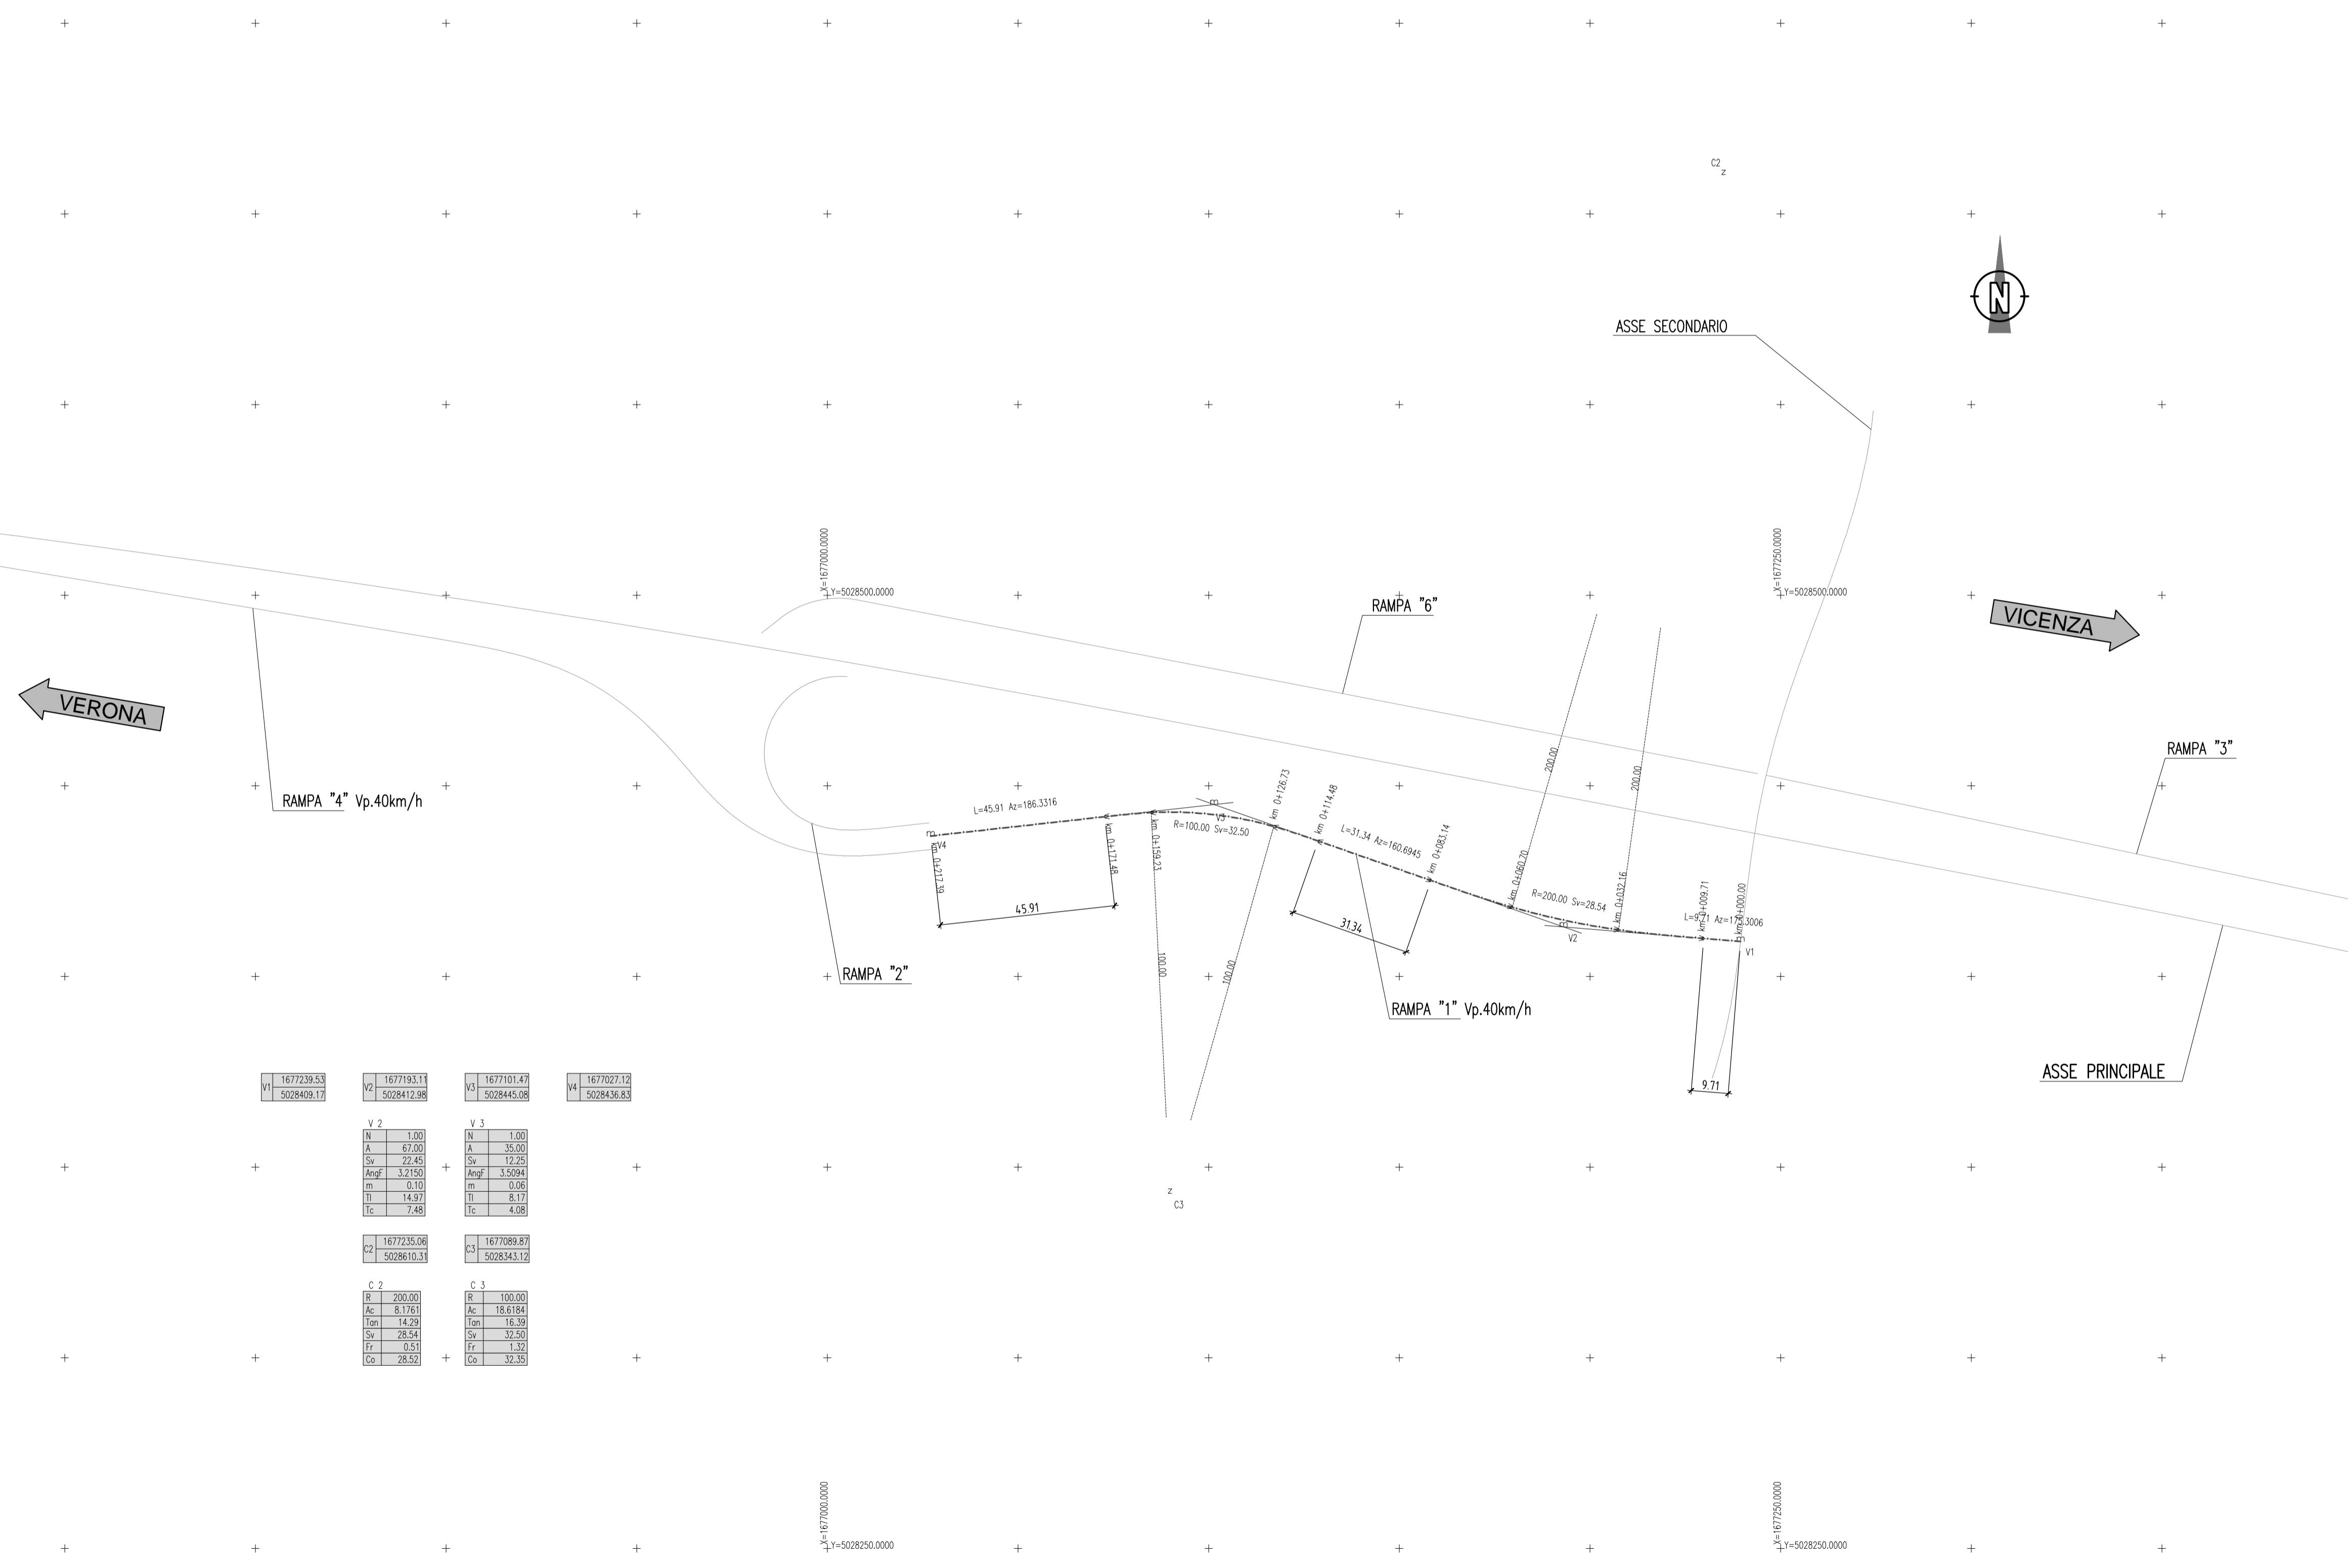 C2
z
N
ASSE SECONDARIO
X=1677000.0000
Y=5028500.0000
X=1677250.0000
Y=5028500.0000
RAMPA "6"
VICENZA
VERONA
RAMPA "3"
RAMPA "4" Vp.40km/h
200.00
200.00
L=45.91 Az=186.3316
V4
km 0+217.39
km 0+171.48
km 0+159.23
V3
R=100.00 Sv=32.50
km 0+126.73
km 0+114.48
L=31.34 Az=160.6945
km 0+083.14
km 0+060.70
R=200.00 Sv=28.54
V2
km 0+032.16
km 0+009.71
km 0+000.00
V1
45.91
31.34
100.00
100.00
RAMPA "2"
RAMPA "1" Vp.40km/h
ASSE PRINCIPALE
9.71
V1 1677239.53
5028409.17
V2 1677193.11
5028412.98
V3 1677101.47
5028445.08
V4 1677027.12
5028436.83
V 2
N 1.00
A 67.00
Sv 22.45
AngF 3.2150
m 0.10
Tl 14.97
Tc 7.48
V 3
N 1.00
A 35.00
Sv 12.25
AngF 3.5094
m 0.06
Tl 8.17
Tc 4.08
z
C3
C2 1677235.06
5028610.31
C3 1677089.87
5028343.12
C 2
R 200.00
Ac 8.1761
Tan 14.29
Sv 28.54
Fr 0.51
Co 28.52
C 3
R 100.00
Ac 18.6184
Tan 16.39
Sv 32.50
Fr 1.32
Co 32.35
X=1677000.0000
Y=5028250.0000
X=1677250.0000
Y=5028250.0000